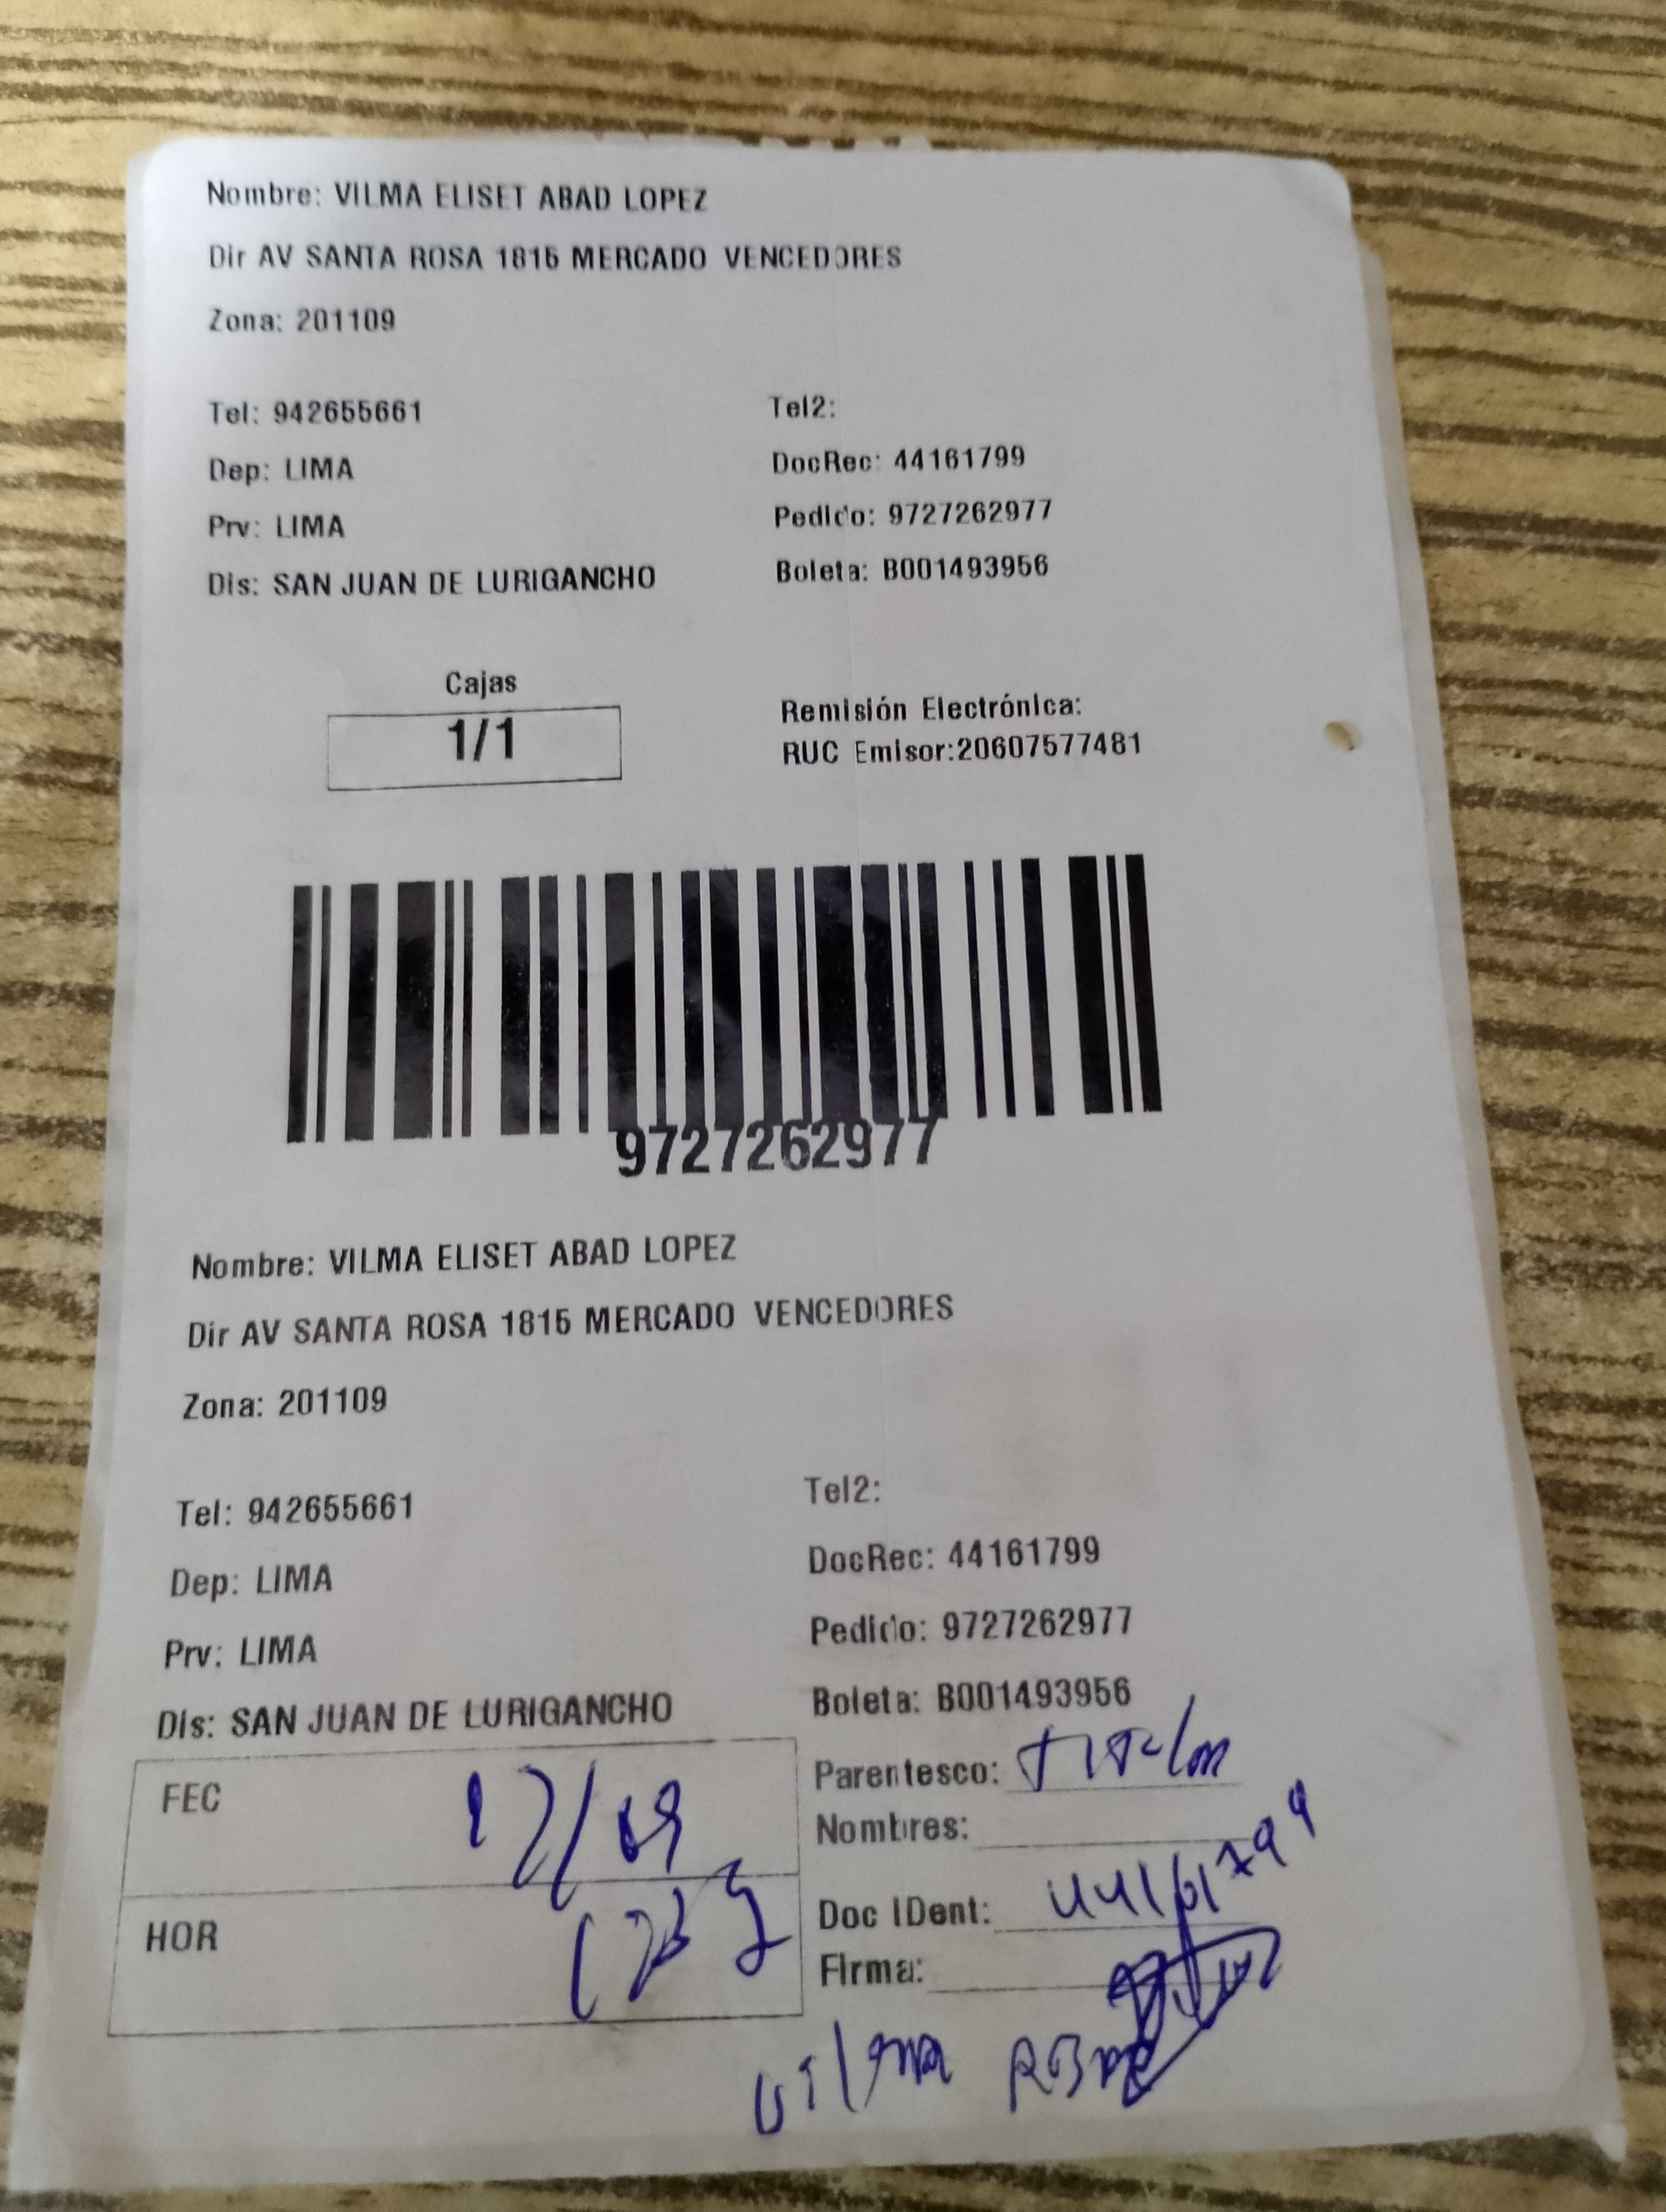 Nombre: VILMA ELISET ABAD LOPEZ
Dir AV SANTA ROSA 1815 MERCADO VENCEDORES
Zona: 201109
Tel: 942655661 Tel2:
Dep: LIMA DocRec: 44161799
Prv: LIMA Pedido: 9727262977
Dis: SAN JUAN DE LURIGANCHO Boleta: B001493956
Cajas
1/1
Remisión Electrónica:
RUC Emisor:20607577481
9727262977
Nombre: VILMA ELISET ABAD LOPEZ
Dir AV SANTA ROSA 1815 MERCADO VENCEDORES
Zona: 201109
Tel: 942655661 Tel2:
Dep: LIMA DocRec: 44161799
Prv: LIMA Pedido: 9727262977
Dis: SAN JUAN DE LURIGANCHO Boleta: B001493956
FEC 17/09
Parentesco:
Nombres:
HOR
Doc IDent: 44161799
Firma:
Vilma